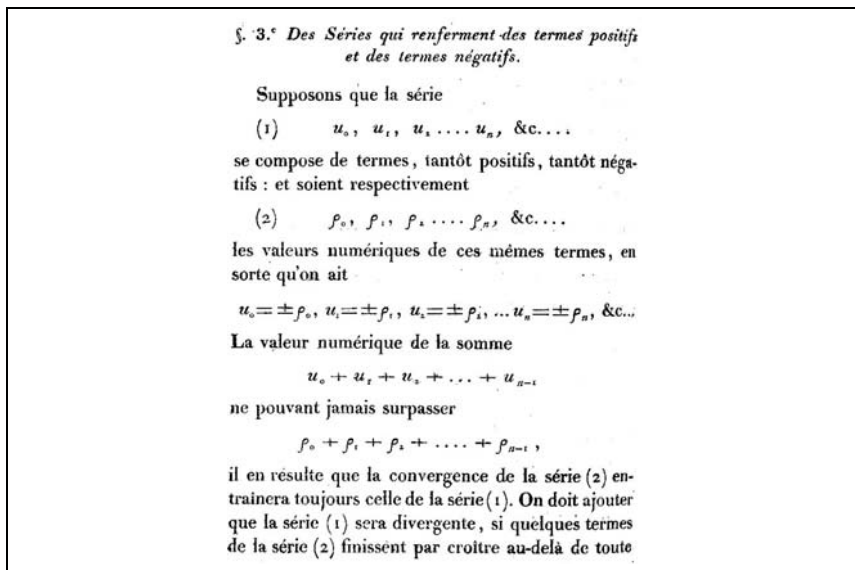 §. 3.e Des Séries qui renferment des termes positifs
et des termes négatifs.
Supposons que la série
(1) u₀, u₁, u₂ .... uₙ, &c....
se compose de termes, tantôt positifs, tantôt néga-
tifs : et soient respectivement
(2) ρ₀, ρ₁, ρ₂ .... ρₙ, &c....
les valeurs numériques de ces mêmes termes, en
sorte qu'on ait
u₀=±ρ₀, u₁=±ρ₁, u₂=±ρ₂, ... uₙ=±ρₙ, &c...
La valeur numérique de la somme
u₀ + u₁ + u₂ + ... + uₙ₋₁
ne pouvant jamais surpasser
ρ₀ + ρ₁ + ρ₂ + .... + ρₙ₋₁ ,
il en résulte que la convergence de la série (2) en-
traînera toujours celle de la série (1). On doit ajouter
que la série (1) sera divergente, si quelques termes
de la série (2) finissent par croître au-delà de toute